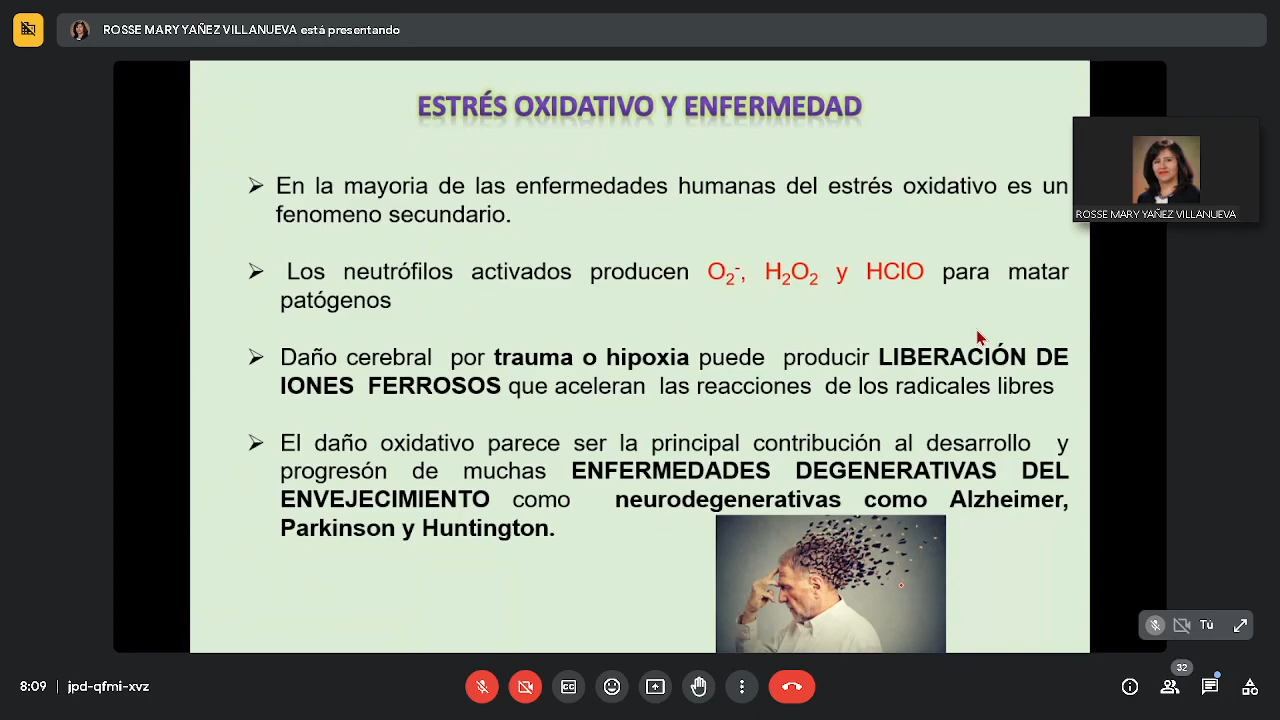 ROSSE MARY YAÑEZ VILLANUEVA está presentando
ESTRÉS OXIDATIVO Y ENFERMEDAD
➢ En la mayoria de las enfermedades humanas del estrés oxidativo es un
fenomeno secundario.
➢ Los neutrófilos activados producen O₂⁻, H₂O₂ y HClO para matar
patógenos
➢ Daño cerebral por trauma o hipoxia puede producir LIBERACIÓN DE
IONES FERROSOS que aceleran las reacciones de los radicales libres
➢ El daño oxidativo parece ser la principal contribución al desarrollo y
progresón de muchas ENFERMEDADES DEGENERATIVAS DEL
ENVEJECIMIENTO como neurodegenerativas como Alzheimer,
Parkinson y Huntington.
ROSSE MARY YAÑEZ VILLANUEVA
Tú
8:09 | jpd-qfmi-xvz
32